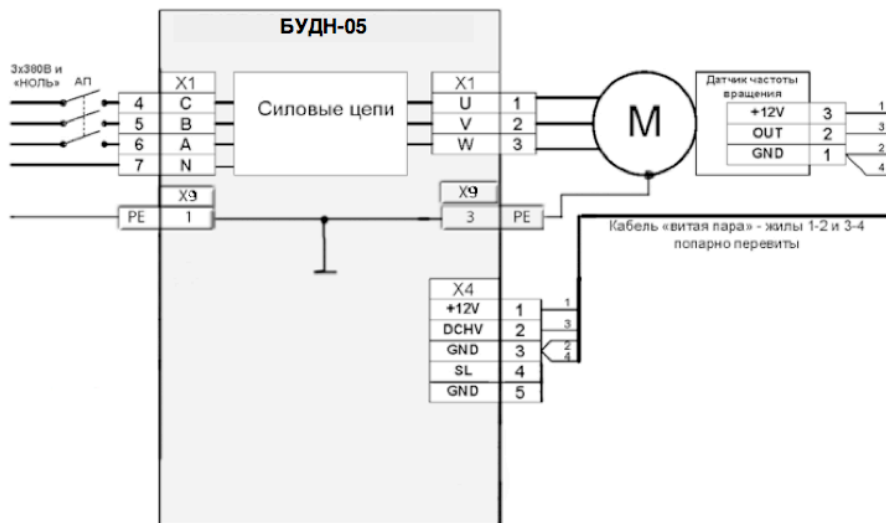 БУДН-05
3х380В и
«НОЛЬ»
АП
X1
4 C
5 B
6 A
7 N
Силовые цепи
X1
U 1
V 2
W 3
М
Датчик частоты
вращения
+12V 3 1
OUT 2 3
GND 1 2
4
X9
PE 1
X9
3 PE
Кабель «витая пара» - жилы 1-2 и 3-4
попарно перевиты
X4
+12V 1 1
DCHV 2 3
GND 3 2
4
SL 4
GND 5